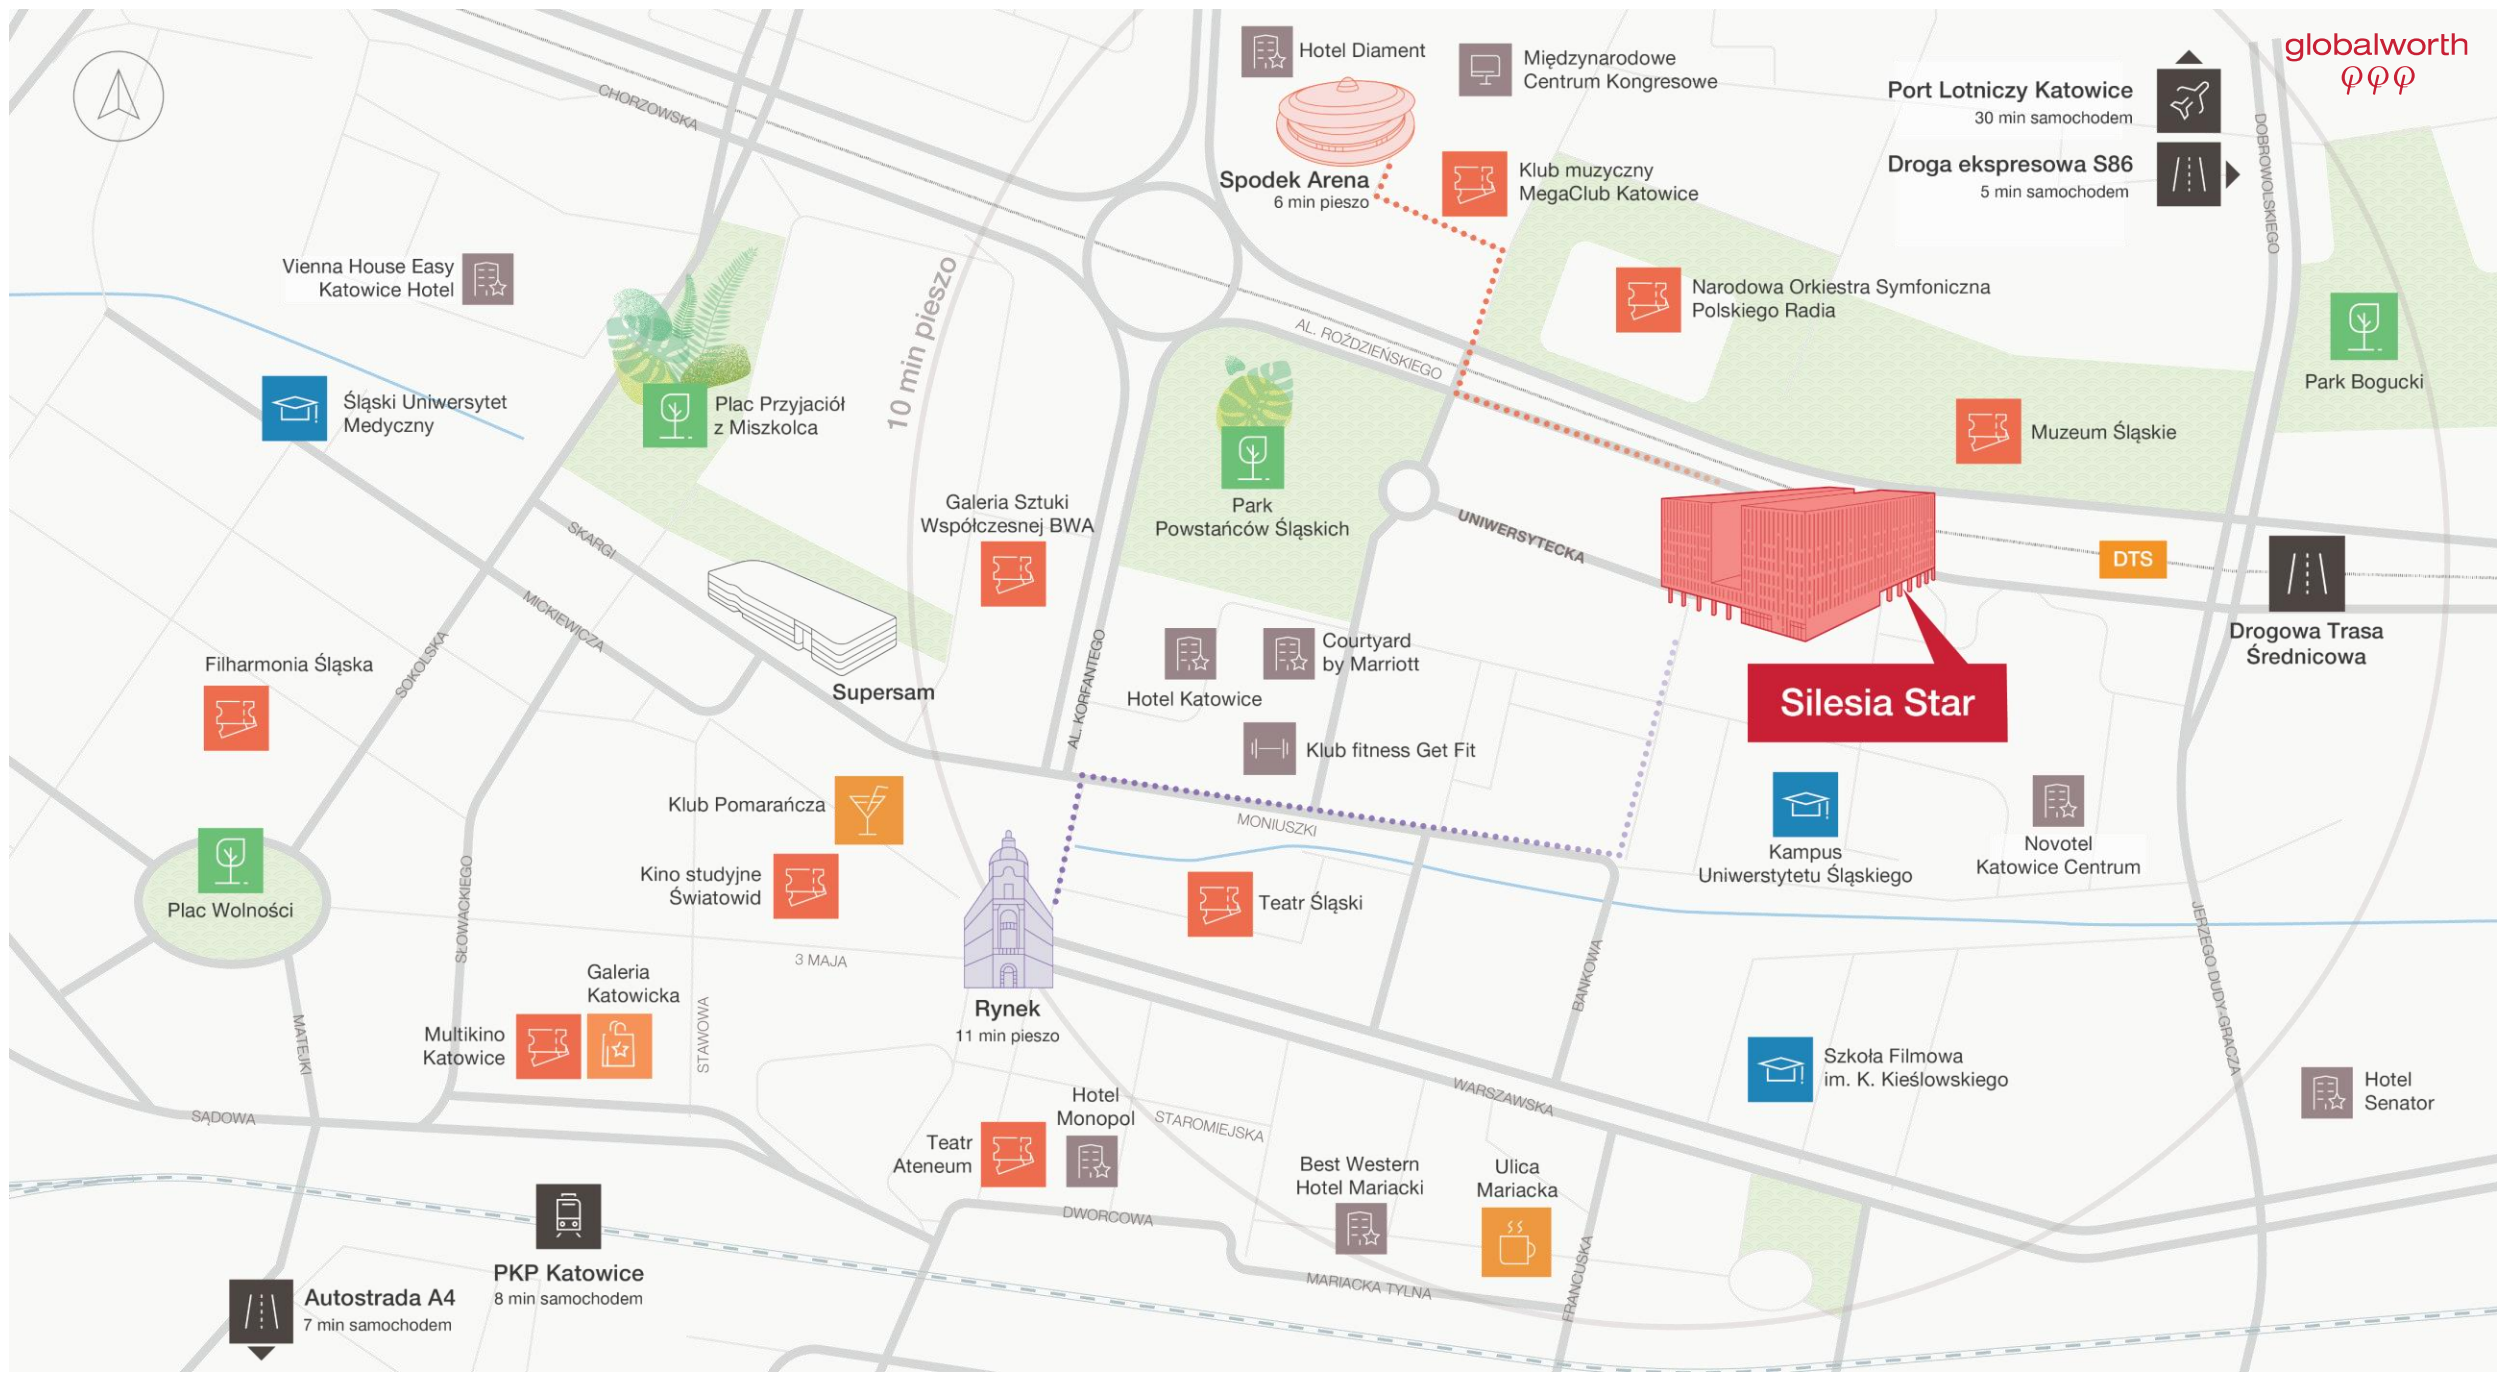 globalworth
Hotel Diament
Międzynarodowe
Centrum Kongresowe
Port Lotniczy Katowice
30 min samochodem
Droga ekspresowa S86
5 min samochodem
DOBROWOLSKIEGO
CHORZOWSKA
Spodek Arena
6 min pieszo
Klub muzyczny
MegaClub Katowice
Vienna House Easy
Katowice Hotel
10 min pieszo
Narodowa Orkiestra Symfoniczna
Polskiego Radia
AL. ROŹDZIEŃSKIEGO
Park Bogucki
Śląski Uniwersytet
Medyczny
Plac Przyjaciół
z Miszkolca
Muzeum Śląskie
Galeria Sztuki
Współczesnej BWA
Park
Powstańców Śląskich
UNIWERSYTECKA
SKARGI
DTS
MICKIEWICZA
Drogowa Trasa
Średnicowa
SOKOLSKA
Filharmonia Śląska
Supersam
AL. KORFANTEGO
Hotel Katowice
Courtyard
by Marriott
Silesia Star
Klub fitness Get Fit
Klub Pomarańcza
MONIUSZKI
Kino studyjne
Światowid
Kampus
Uniwerstytetu Śląskiego
Novotel
Katowice Centrum
Plac Wolności
SŁOWACKIEGO
Teatr Śląski
3 MAJA
BANKOWA
JERZEGO DUDY-GRACZA
Galeria
Katowicka
Rynek
11 min pieszo
Multikino
Katowice
STAWOWA
MATEJKI
Szkoła Filmowa
im. K. Kieślowskiego
Hotel
Senator
SĄDOWA
WARSZAWSKA
Hotel
Monopol
STAROMIEJSKA
Teatr
Ateneum
Best Western
Hotel Mariacki
Ulica
Mariacka
DWORCOWA
MARIACKA TYLNA
FRANCUSKA
PKP Katowice
8 min samochodem
Autostrada A4
7 min samochodem